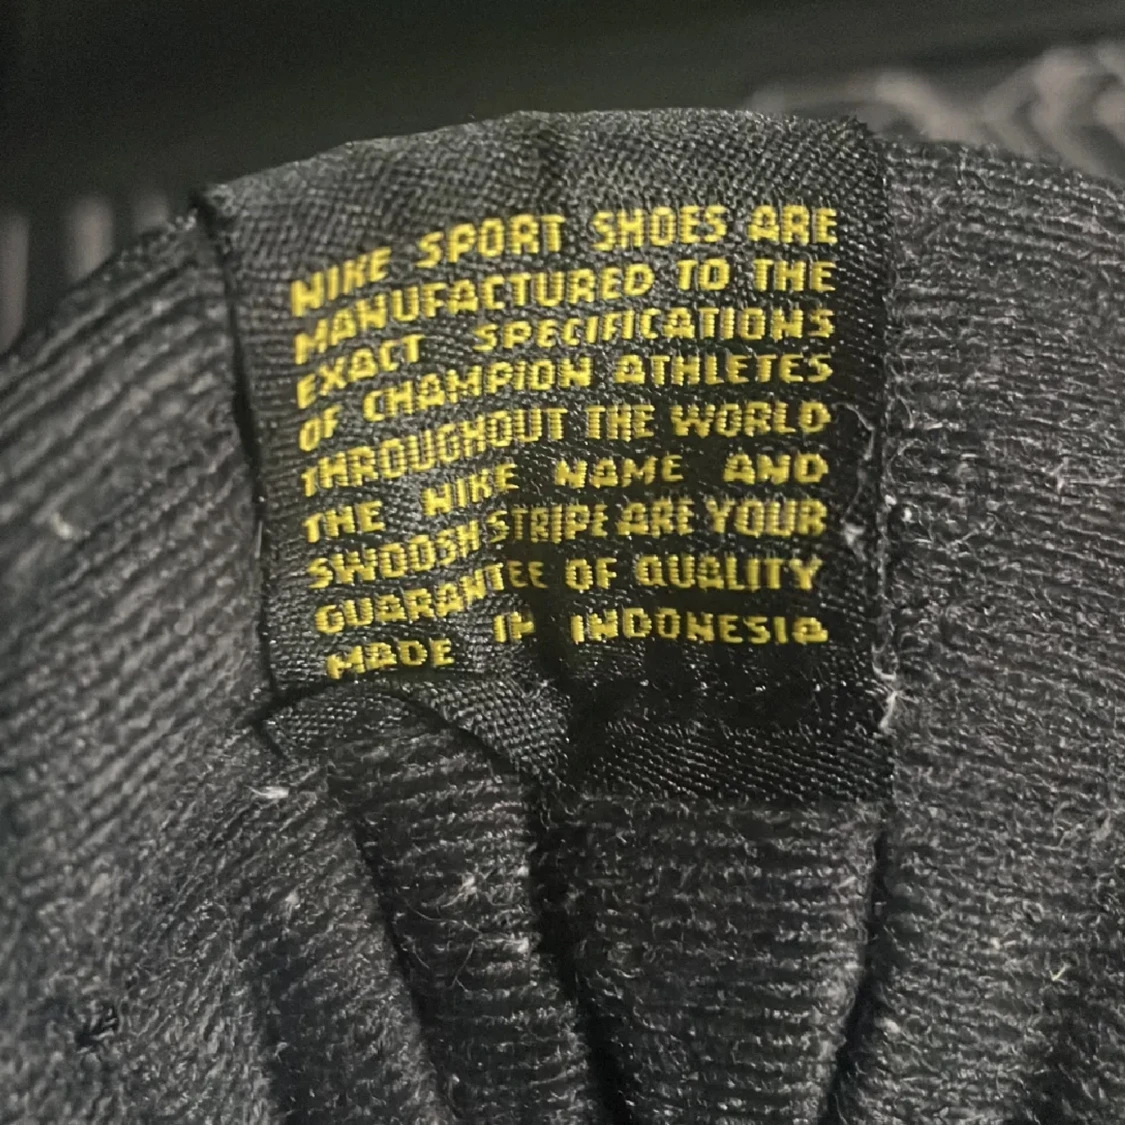 NIKE SPORT SHOES ARE
MANUFACTURED TO THE
EXACT SPECIFICATIONS
OF CHAMPION ATHLETES
THROUGHOUT THE WORLD
THE NIKE NAME AND
SWOOSH STRIPE ARE YOUR
GUARANTEE OF QUALITY
MADE IN INDONESIA